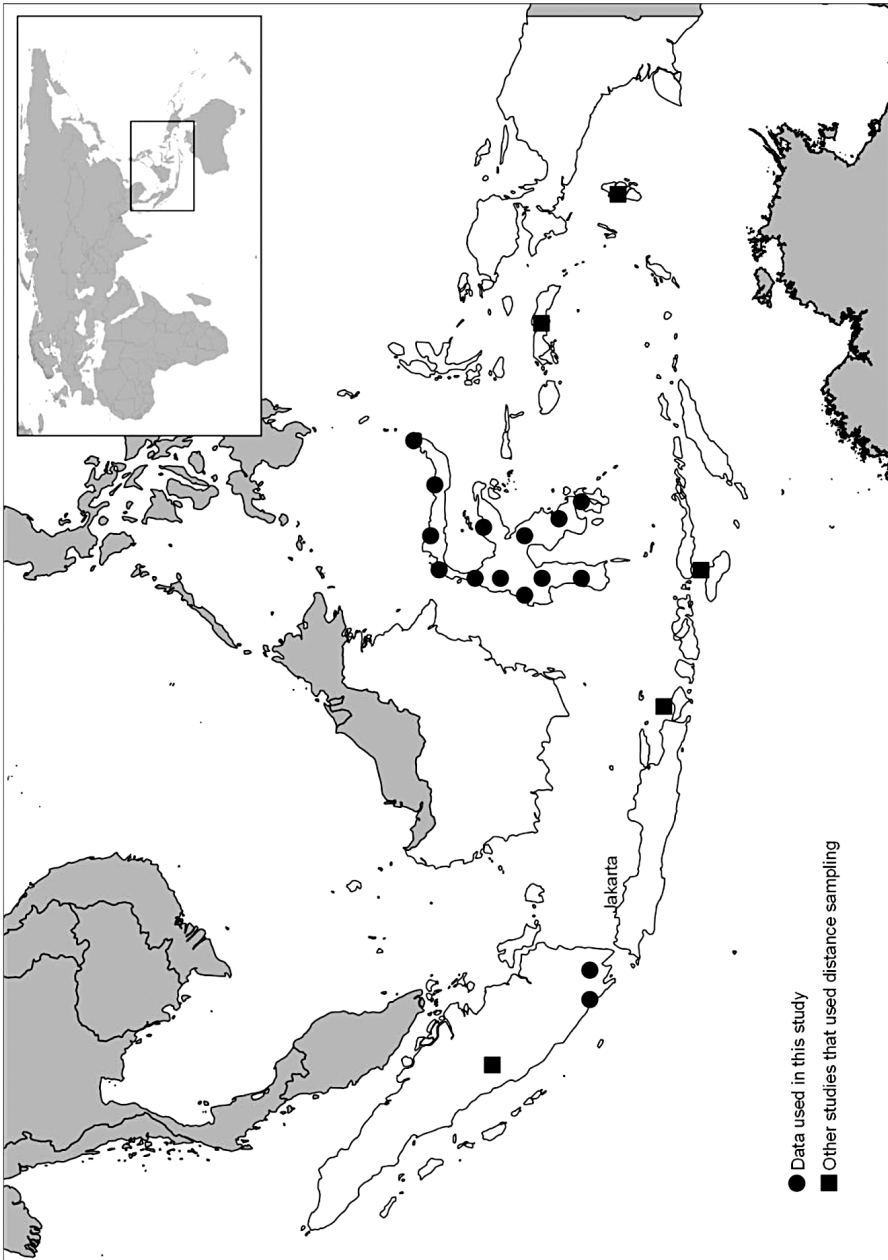 Jakarta
Data used in this study
Other studies that used distance sampling